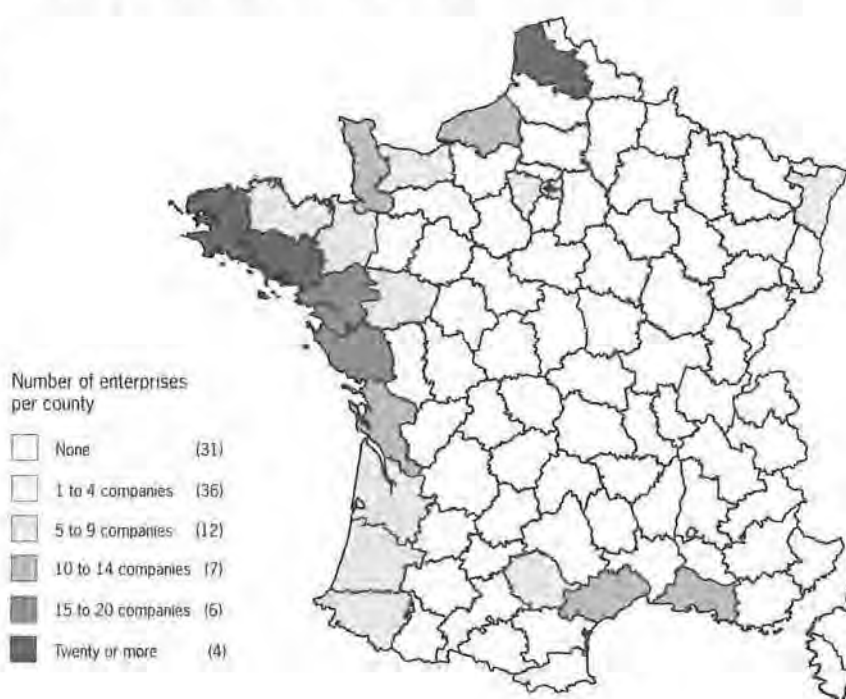 Number of enterprises
per county
None (31)
1 to 4 companies (36)
5 to 9 companies (12)
10 to 14 companies (7)
15 to 20 companies (6)
Twenty or more (4)